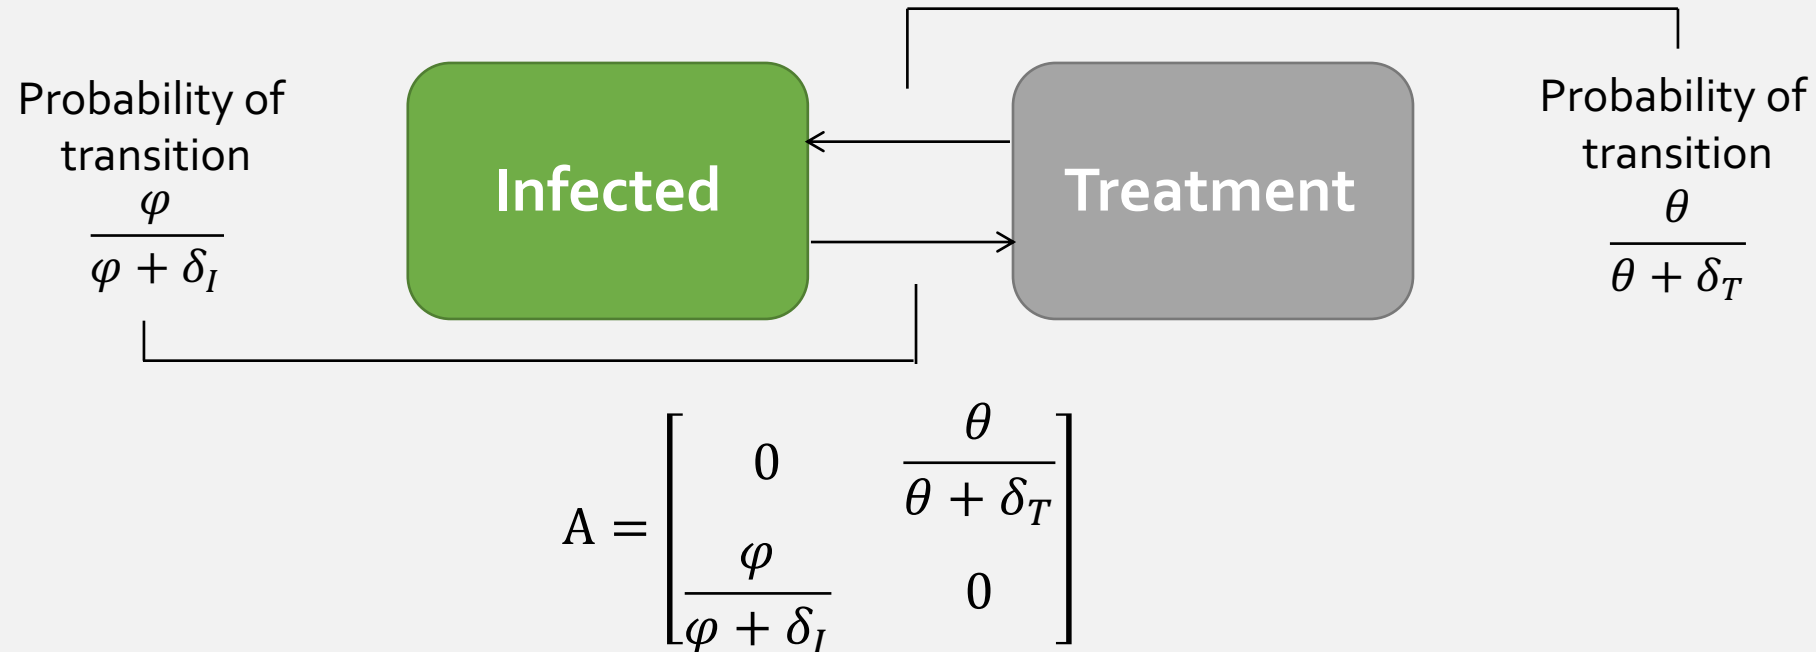 Probability of
transition
φ
φ + δ_I
Infected
Treatment
Probability of
transition
θ
θ + δ_T
A = [ 0 θ/(θ + δ_T)
φ/(φ + δ_I) 0 ]